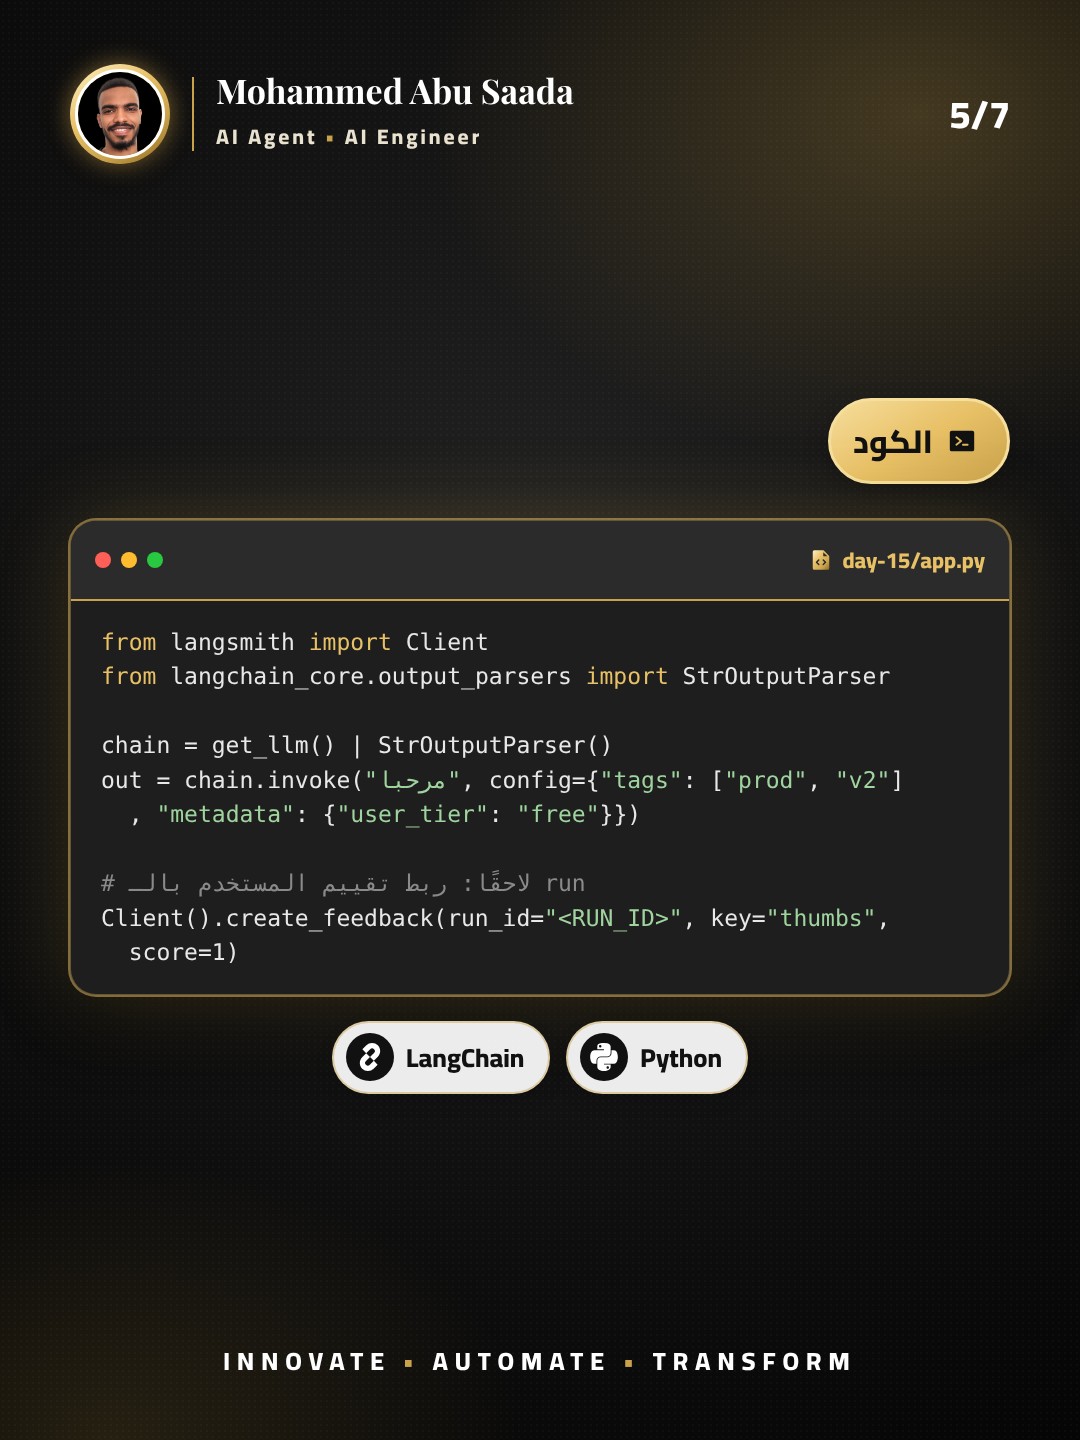 Mohammed Abu Saada
AI Agent ▪ AI Engineer
5/7
الكود
day-15/app.py
from langsmith import Client
from langchain_core.output_parsers import StrOutputParser
chain = get_llm() | StrOutputParser()
out = chain.invoke("مرحبا", config={"tags": ["prod", "v2"]
, "metadata": {"user_tier": "free"}})
# لاحقًا: ربط تقييم المستخدم بالـ run
Client().create_feedback(run_id="<RUN_ID>", key="thumbs",
score=1)
LangChain
Python
INNOVATE ▪ AUTOMATE ▪ TRANSFORM